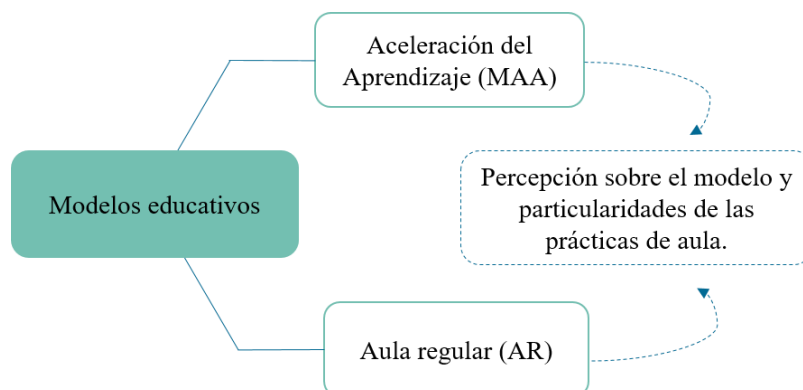 Aceleración del
Aprendizaje (MAA)
Modelos educativos
Percepción sobre el modelo y
particularidades de las
prácticas de aula.
Aula regular (AR)